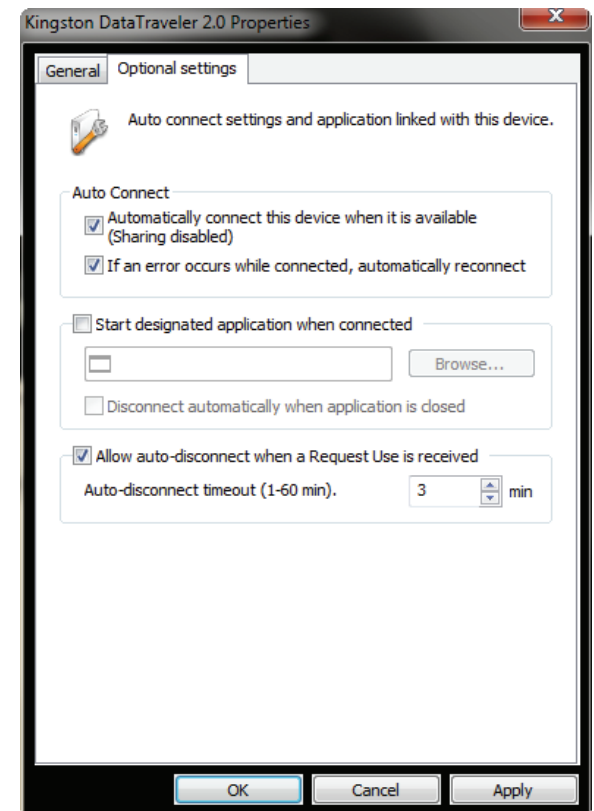 Kingston DataTraveler 2.0 Properties
General Optional settings
Auto connect settings and application linked with this device.
Auto Connect
Automatically connect this device when it is available
(Sharing disabled)
If an error occurs while connected, automatically reconnect
Start designated application when connected
Browse...
Disconnect automatically when application is closed
Allow auto-disconnect when a Request Use is received
Auto-disconnect timeout (1-60 min). 3 min
OK Cancel Apply